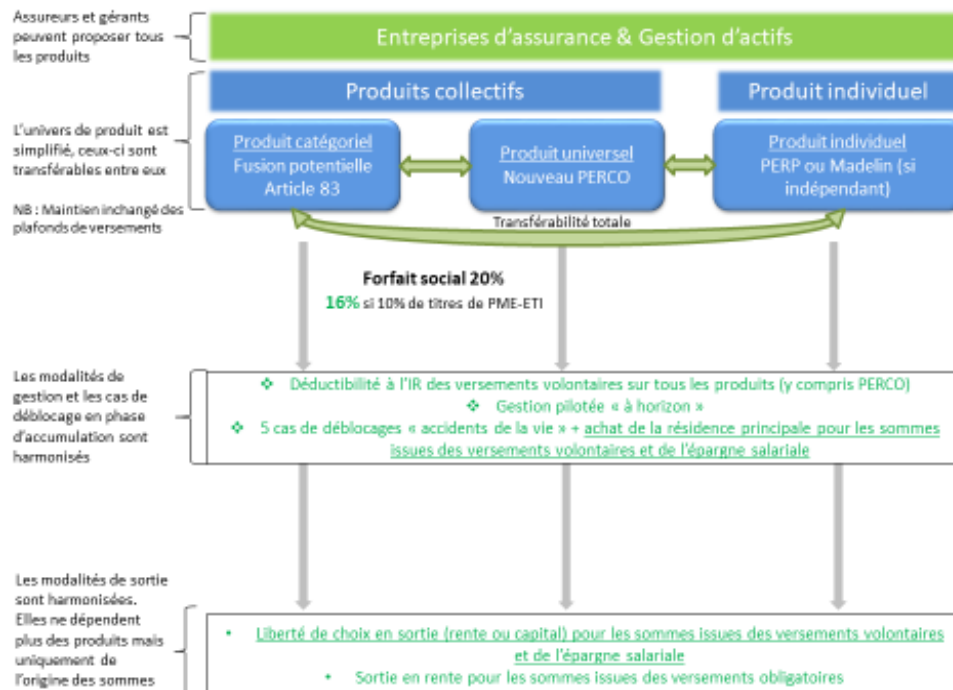 Assureurs et gérants
peuvent proposer tous
les produits
Entreprises d'assurance & Gestion d'actifs
Produits collectifs
Produit individuel
L'univers de produit est
simplifié, ceux-ci sont
transférables entre eux
NB : Maintien inchangé des
plafonds de versements
Produit catégoriel
Fusion potentielle
Article 83
Produit universel
Nouveau PERCO
Produit individuel
PERP ou Madelin (si
indépendant)
Transférabilité totale
Forfait social 20%
16% si 10% de titres de PME-ETI
Les modalités de
gestion et les cas de
déblocage en phase
d'accumulation sont
harmonisés
❖ Déductibilité à l'IR des versements volontaires sur tous les produits (y compris PERCO)
❖ Gestion pilotée « à horizon »
❖ 5 cas de déblocages « accidents de la vie » + achat de la résidence principale pour les sommes
issues des versements volontaires et de l'épargne salariale
Les modalités de sortie
sont harmonisées.
Elles ne dépendent
plus des produits mais
uniquement de
l'origine des sommes
• Liberté de choix en sortie (rente ou capital) pour les sommes issues des versements volontaires
et de l'épargne salariale
• Sortie en rente pour les sommes issues des versements obligatoires